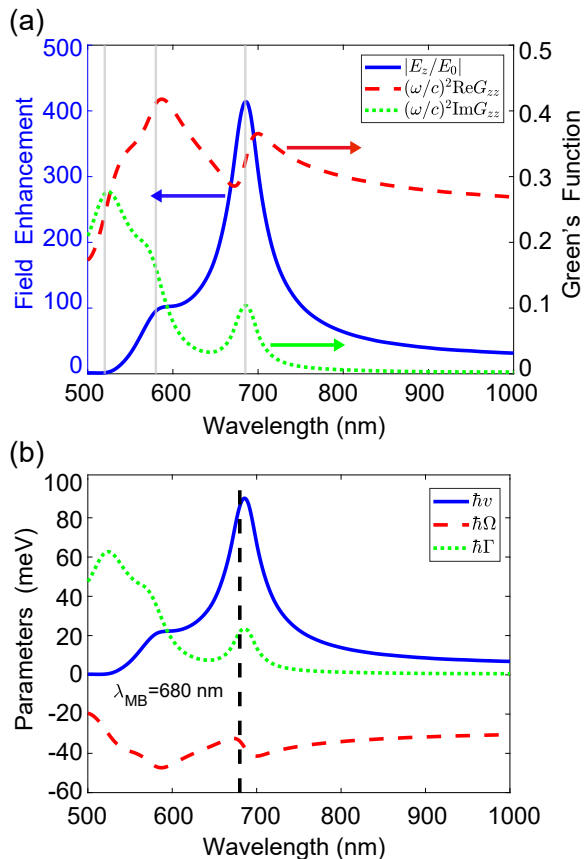 (a)
500
400
300
200
100
0
Field Enhancement
0.5
0.4
0.3
0.2
0.1
0
Green's Function
|E_z/E_0|
(ω/c)²ReG_zz
(ω/c)²ImG_zz
500 600 700 800 900 1000
Wavelength (nm)
(b)
100
80
60
40
20
0
-20
-40
-60
Parameters (meV)
ħv
ħΩ
ħΓ
λ_MB=680 nm
500 600 700 800 900 1000
Wavelength (nm)